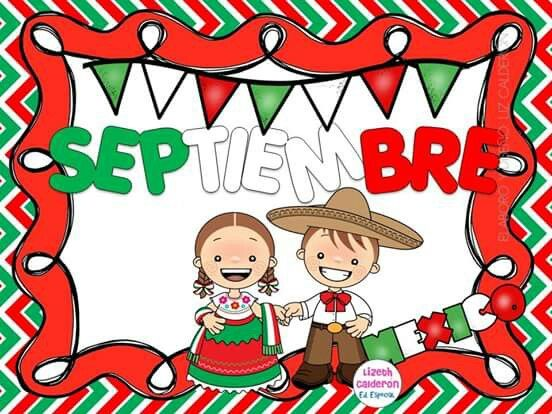 SEPTIEMBRE
MEXICO
Lizeth
Calderon
Ed. Especial